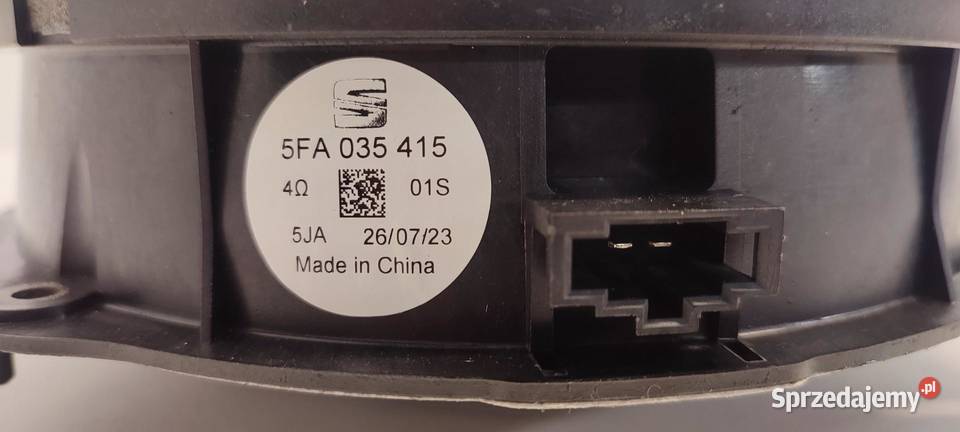 5FA 035 415
4Ω 01S
5JA 26/07/23
Made in China
Sprzedajemy.pl